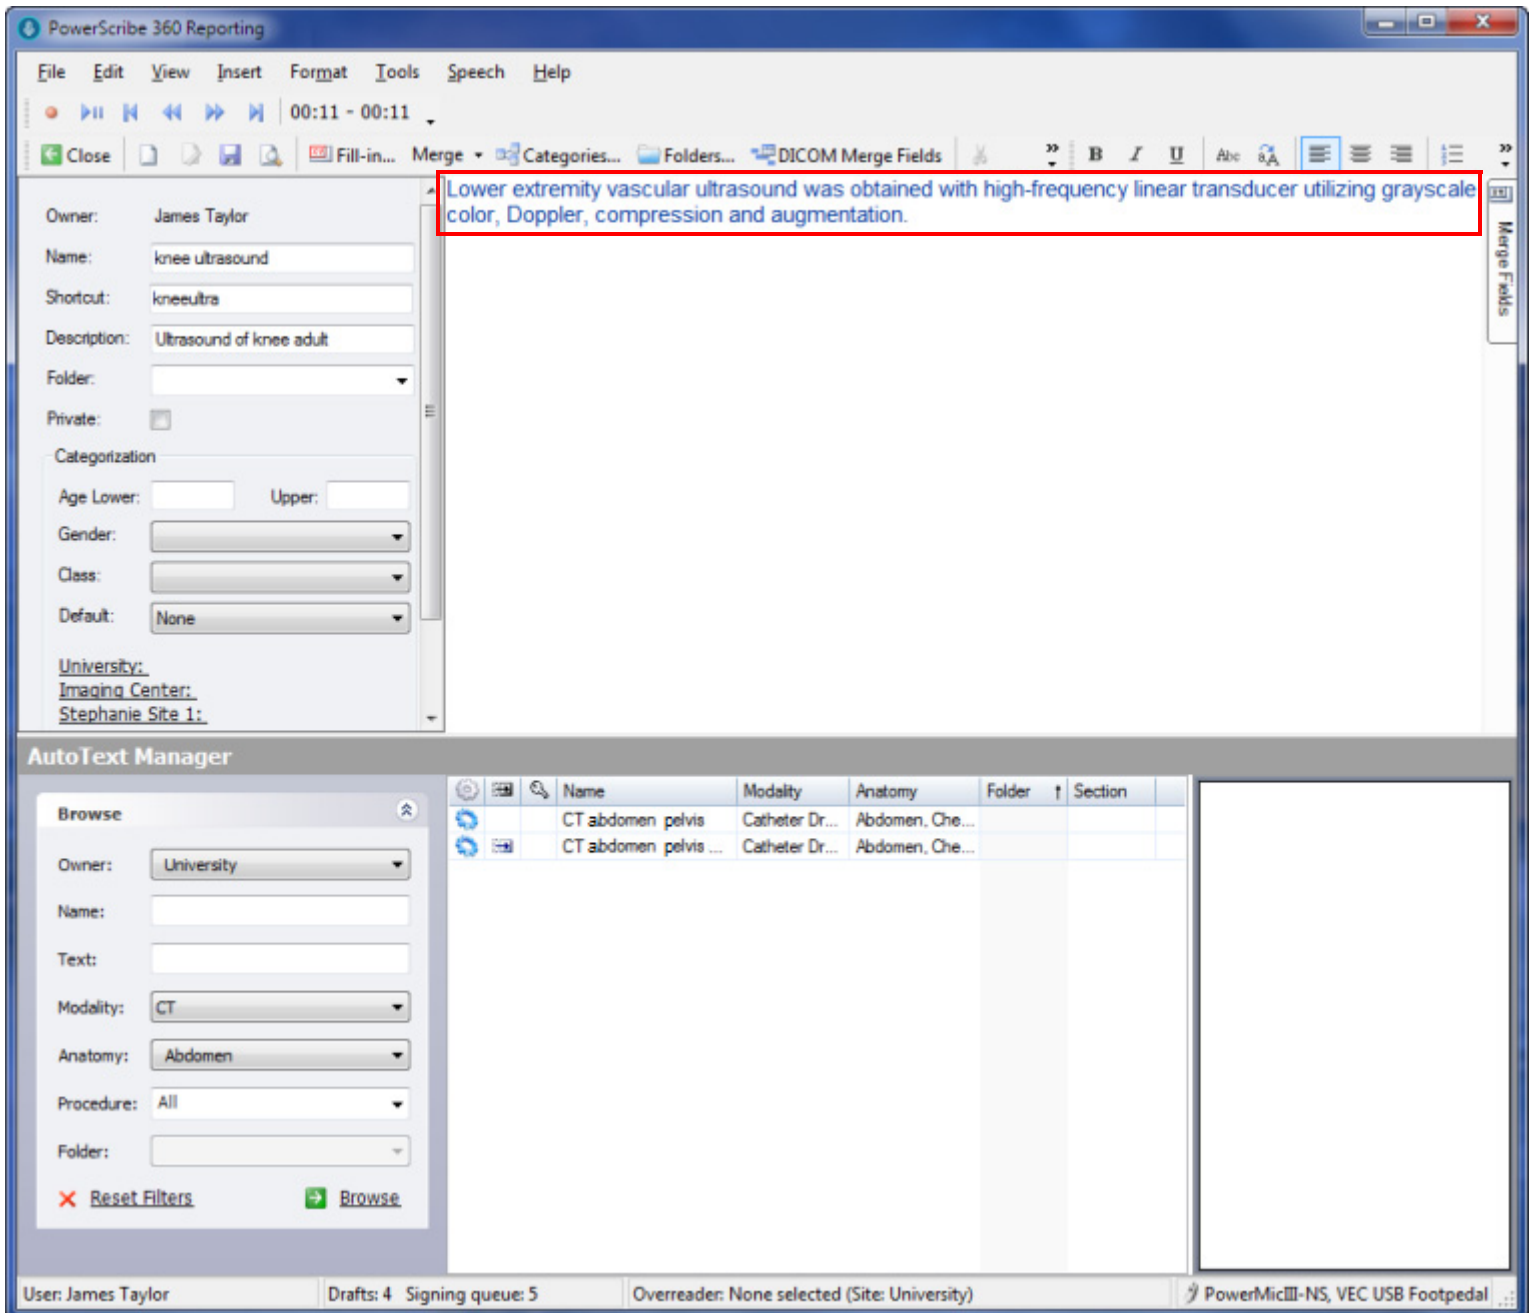 PowerScribe 360 Reporting
File Edit View Insert Format Tools Speech Help
00:11 - 00:11
Close Fill-in... Merge Categories... Folders... DICOM Merge Fields » B I U Abc »
Lower extremity vascular ultrasound was obtained with high-frequency linear transducer utilizing grayscale
color, Doppler, compression and augmentation.
Merge Fields
Owner: James Taylor
Name: knee ultrasound
Shortcut: kneeultra
Description: Ultrasound of knee adult
Folder:
Private:
Categorization
Age Lower: Upper:
Gender:
Class:
Default: None
University:
Imaging Center:
Stephanie Site 1:
AutoText Manager
Browse
Owner: University
Name:
Text:
Modality: CT
Anatomy: Abdomen
Procedure: All
Folder:
Reset Filters Browse
Name Modality Anatomy Folder Section
CT abdomen pelvis Catheter Dr... Abdomen, Che...
CT abdomen pelvis ... Catheter Dr... Abdomen, Che...
User: James Taylor Drafts: 4 Signing queue: 5 Overreader: None selected (Site: University) PowerMicIII-NS, VEC USB Footpedal